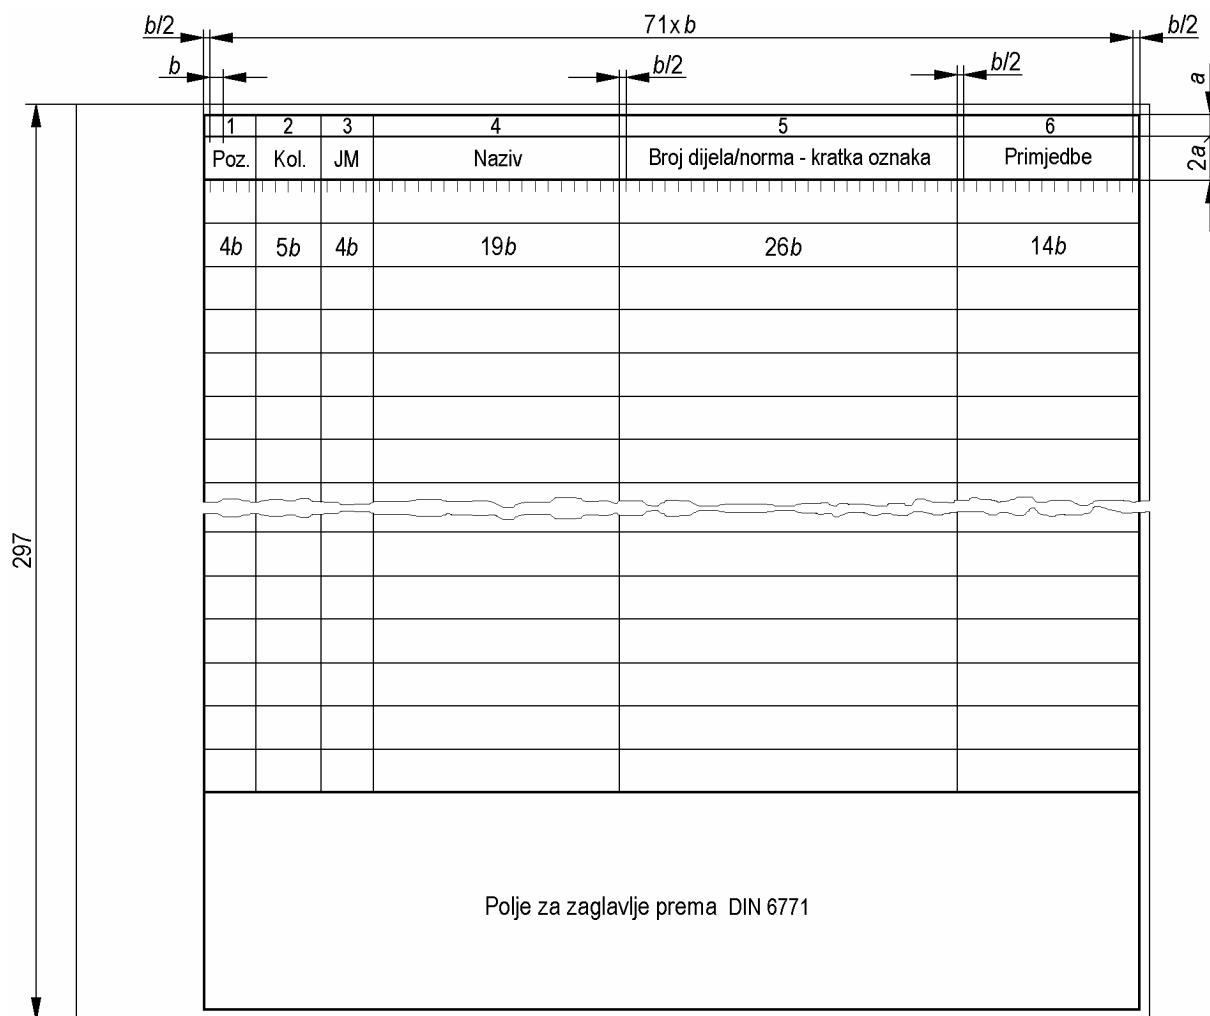 b/2 71xb b/2
b b/2 b/2 a
1 2 3 4 5 6
Poz. Kol. JM Naziv Broj dijela/norma - kratka oznaka Primjedbe 2a
4b 5b 4b 19b 26b 14b
297
Polje za zaglavlje prema DIN 6771